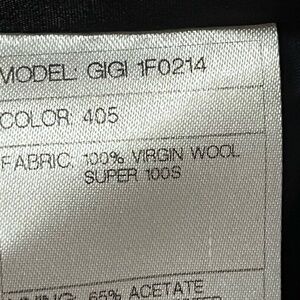 MODEL: GIGI 1F0214
COLOR: 405
FABRIC: 100% VIRGIN WOOL
SUPER 100S
65% ACETATE